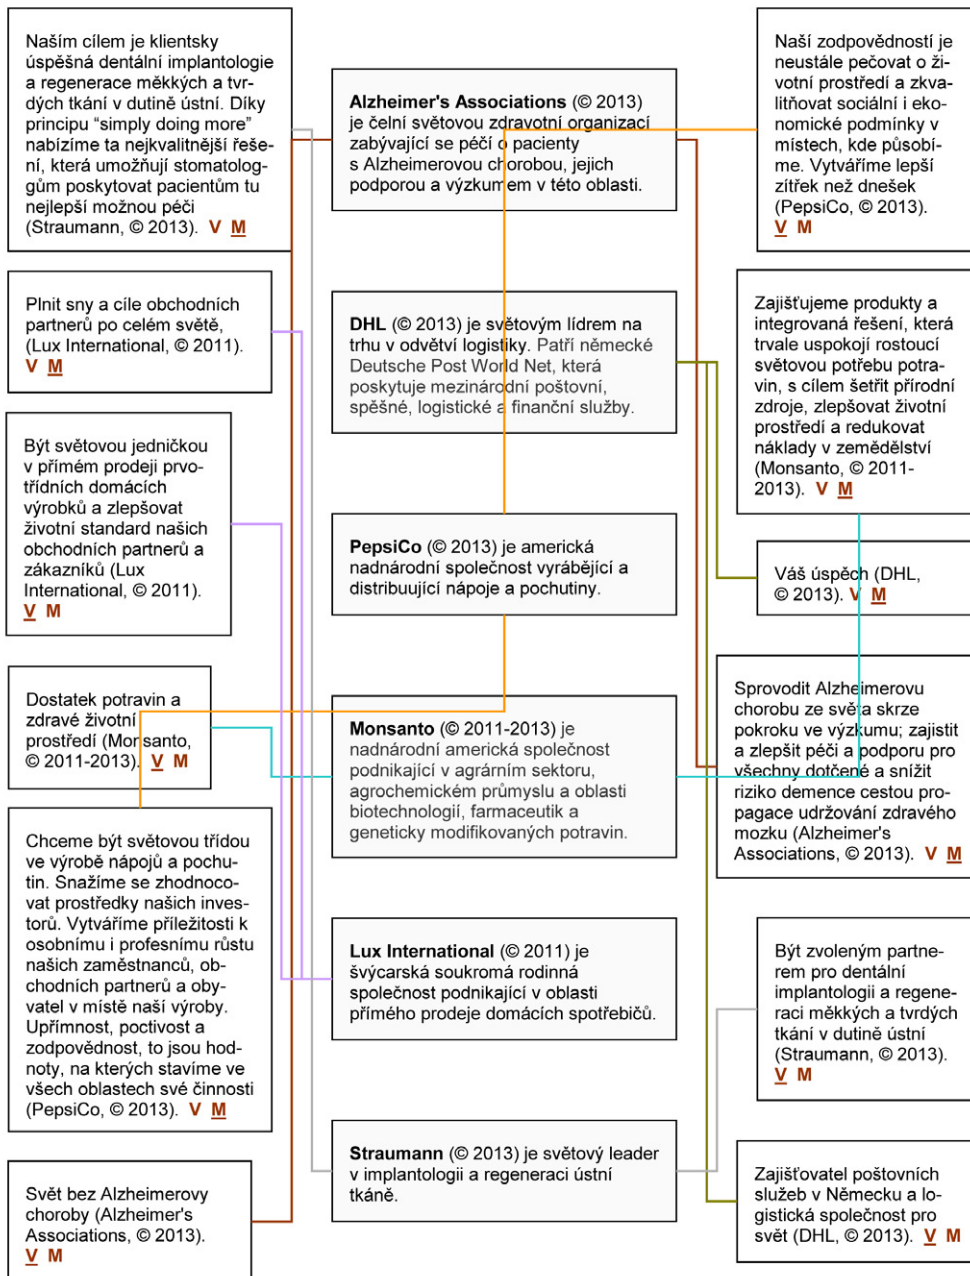 Naším cílem je klientsky
úspěšná dentální implantologie
a regenerace měkkých a tvr-
dých tkání v dutině ústní. Díky
principu “simply doing more”
nabízíme ta nejkvalitnější řeše-
ní, která umožňují stomatolog-
gům poskytovat pacientům tu
nejlepší možnou péči
(Straumann, © 2013). V M
Plnit sny a cíle obchodních
partnerů po celém světě,
(Lux International, © 2011).
V M
Být světovou jedničkou
v přímém prodeji prvo-
třídních domácích
výrobků a zlepšovat
životní standard našich
obchodních partnerů a
zákazníků (Lux
International, © 2011).
V M
Dostatek potravin a
zdravé životní
prostředí (Monsanto,
© 2011-2013). V M
Chceme být světovou třídou
ve výrobě nápojů a pochu-
tin. Snažíme se zhodnoco-
vat prostředky našich inves-
torů. Vytváříme příležitosti k
osobnímu i profesnímu růstu
našich zaměstnanců, ob-
chodních partnerů a oby-
vatel v místě naší výroby.
Upřímnost, poctivost a
zodpovědnost, to jsou hod-
noty, na kterých stavíme ve
všech oblastech své činnosti
(PepsiCo, © 2013). V M
Svět bez Alzheimerovy
choroby (Alzheimer's
Associations, © 2013).
V M
Alzheimer's Associations (© 2013)
je čelní světovou zdravotní organizací
zabývající se péčí o pacienty
s Alzheimerovou chorobou, jejich
podporou a výzkumem v této oblasti.
DHL (© 2013) je světovým lídrem na
trhu v odvětví logistiky. Patří německé
Deutsche Post World Net, která
poskytuje mezinárodní poštovní,
spěšné, logistické a finanční služby.
PepsiCo (© 2013) je americká
nadnárodní společnost vyrábějící a
distribuující nápoje a pochutiny.
Monsanto (© 2011-2013) je
nadnárodní americká společnost
podnikající v agrárním sektoru,
agrochemickém průmyslu a oblasti
biotechnologií, farmaceutik a
geneticky modifikovaných potravin.
Lux International (© 2011) je
švýcarská soukromá rodinná
společnost podnikající v oblasti
přímého prodeje domácích spotřebičů.
Straumann (© 2013) je světový leader
v implantologii a regeneraci ústní
tkáně.
Naší zodpovědností je
neustále pečovat o ži-
votní prostředí a zkva-
litňovat sociální i eko-
nomické podmínky v
místech, kde působí-
me. Vytváříme lepší
zítřek než dnešek
(PepsiCo, © 2013).
V M
Zajišťujeme produkty a
integrovaná řešení, která
trvale uspokojí rostoucí
světovou potřebu potra-
vin, s cílem šetřit přírodní
zdroje, zlepšovat životní
prostředí a redukovat
náklady v zemědělství
(Monsanto, © 2011-
2013). V M
Váš úspěch (DHL,
© 2013). V M
Sprovodit Alzheimerovu
chorobu ze světa skrze
pokroku ve výzkumu; zajistit
a zlepšit péči a podporu pro
všechny dotčené a snížit
riziko demence cestou pro-
pagace udržování zdravého
mozku (Alzheimer's
Associations, © 2013). V M
Být zvoleným partne-
rem pro dentální
implantologii a regene-
raci měkkých a tvrdých
tkání v dutině ústní
(Straumann, © 2013).
V M
Zajišťovatel poštovních
služeb v Německu a lo-
gistická společnost pro
svět (DHL, © 2013). V M